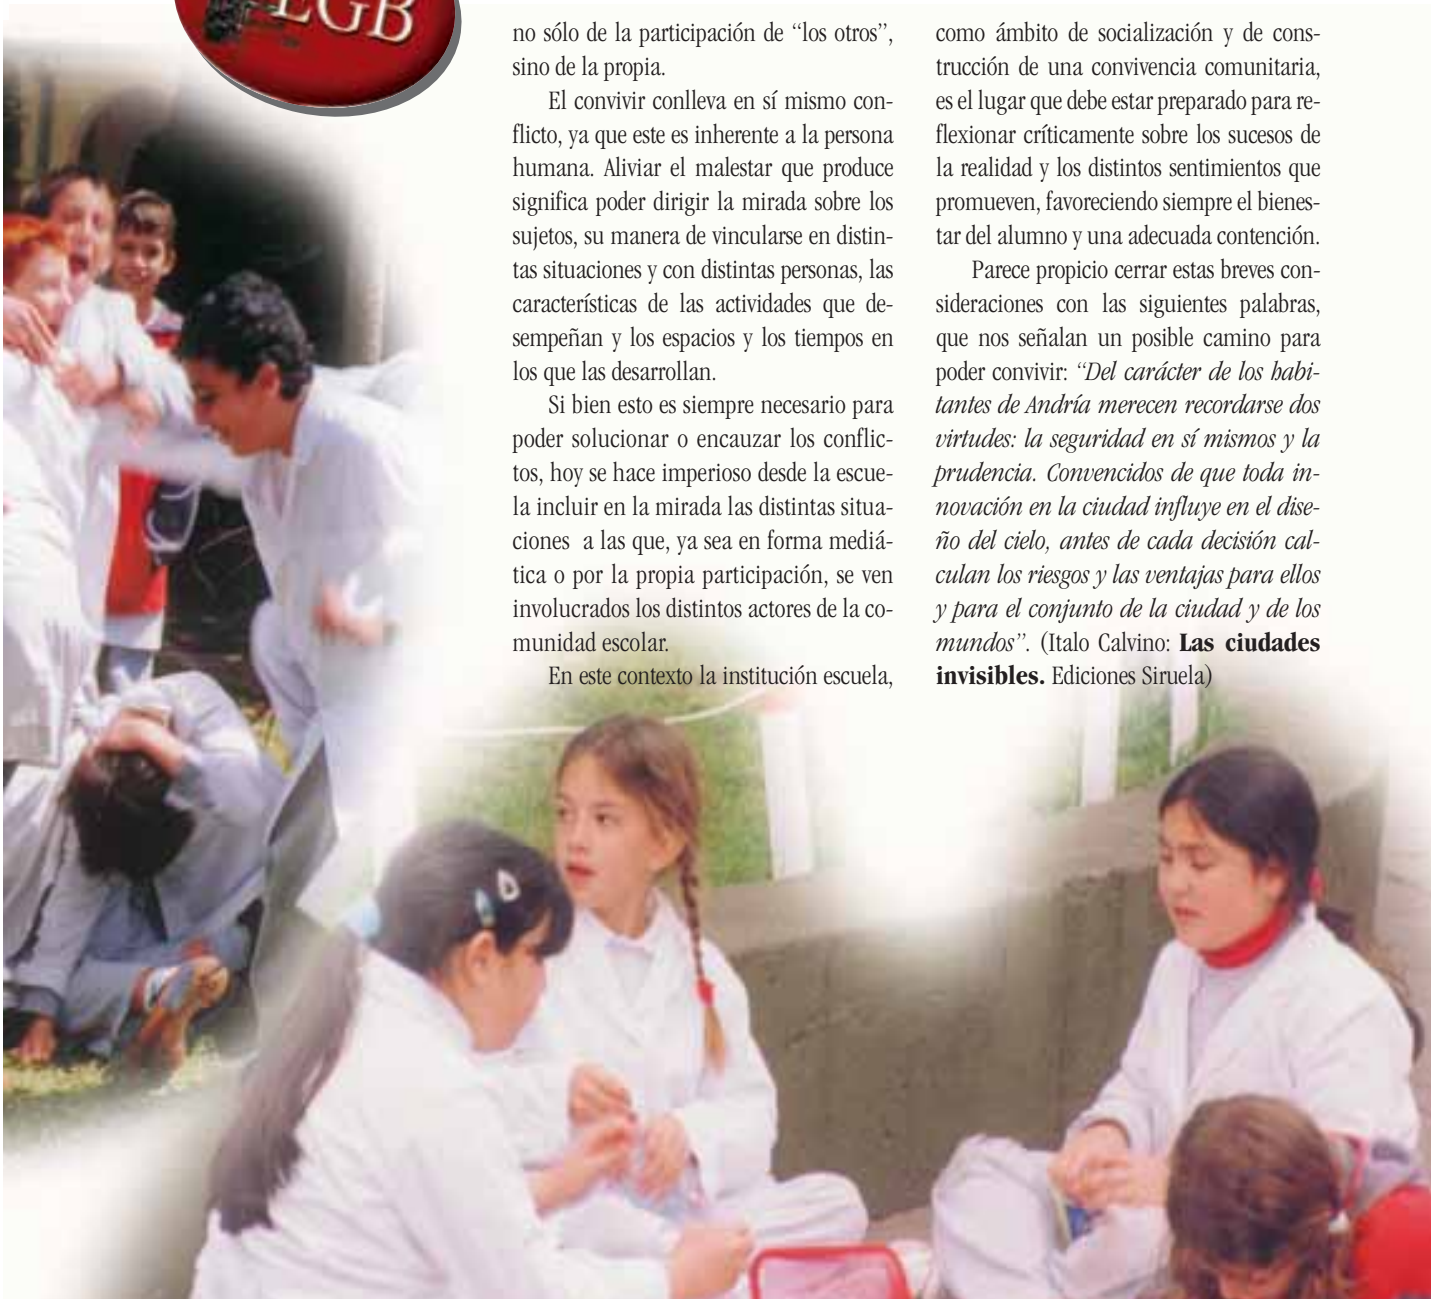 EGB
no sólo de la participación de “los otros”,
sino de la propia.
El convivir conlleva en sí mismo con-
flicto, ya que este es inherente a la persona
humana. Aliviar el malestar que produce
significa poder dirigir la mirada sobre los
sujetos, su manera de vincularse en distin-
tas situaciones y con distintas personas, las
características de las actividades que de-
sempeñan y los espacios y los tiempos en
los que las desarrollan.
Si bien esto es siempre necesario para
poder solucionar o encauzar los conflic-
tos, hoy se hace imperioso desde la escue-
la incluir en la mirada las distintas situa-
ciones a las que, ya sea en forma mediá-
tica o por la propia participación, se ven
involucrados los distintos actores de la co-
munidad escolar.
En este contexto la institución escuela,
como ámbito de socialización y de cons-
trucción de una convivencia comunitaria,
es el lugar que debe estar preparado para re-
flexionar críticamente sobre los sucesos de
la realidad y los distintos sentimientos que
promueven, favoreciendo siempre el bienes-
tar del alumno y una adecuada contención.
Parece propicio cerrar estas breves con-
sideraciones con las siguientes palabras,
que nos señalan un posible camino para
poder convivir: “Del carácter de los habi-
tantes de Andría merecen recordarse dos
virtudes: la seguridad en sí mismos y la
prudencia. Convencidos de que toda in-
novación en la ciudad influye en el dise-
ño del cielo, antes de cada decisión cal-
culan los riesgos y las ventajas para ellos
y para el conjunto de la ciudad y de los
mundos”. (Italo Calvino: Las ciudades
invisibles. Ediciones Siruela)